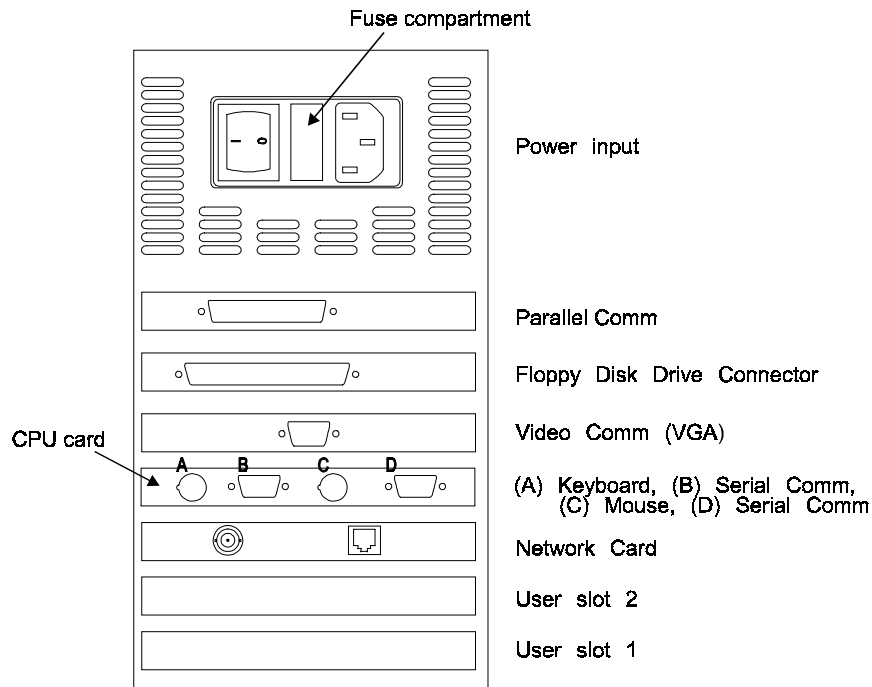 Fuse compartment
I 0
Power input
Parallel Comm
Floppy Disk Drive Connector
Video Comm (VGA)
CPU card
A B C D
(A) Keyboard, (B) Serial Comm,
(C) Mouse, (D) Serial Comm
Network Card
User slot 2
User slot 1